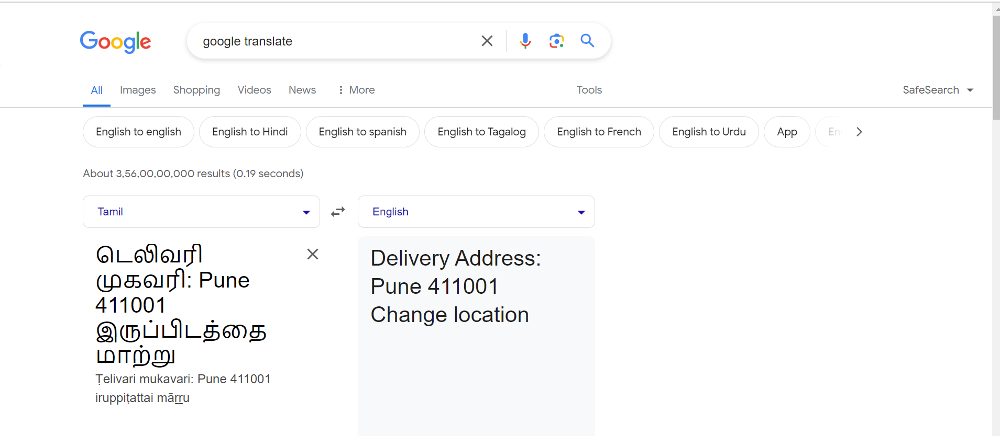 Google
google translate
All Images Shopping Videos News More Tools SafeSearch
English to english English to Hindi English to spanish English to Tagalog English to French English to Urdu App
About 3,56,00,00,000 results (0.19 seconds)
Tamil English
டெலிவரி
முகவரி: Pune
411001
இருப்பிடத்தை
மாற்று
Ṭelivari mukavari: Pune 411001
iruppiṭattai māṟṟu
Delivery Address:
Pune 411001
Change location